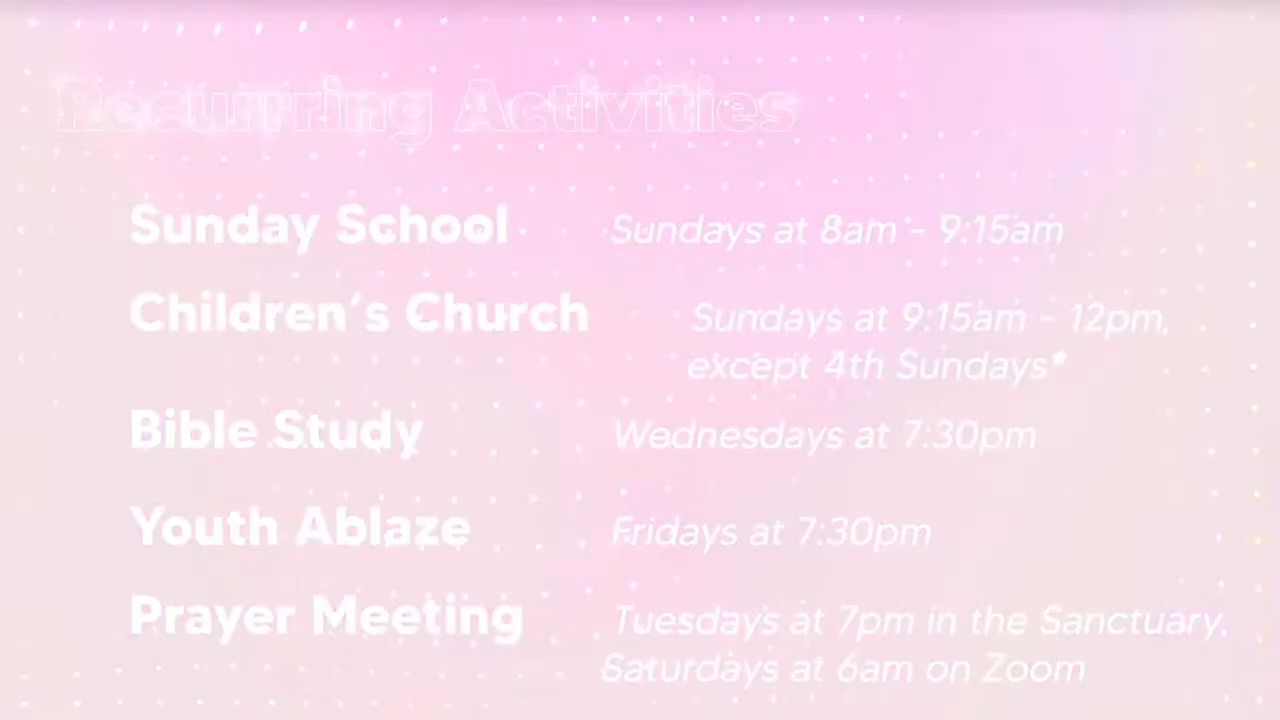 Recurring Activities
Sunday School Sundays at 8am - 9:15am
Children's Church Sundays at 9:15am - 12pm,
except 4th Sundays*
Bible Study Wednesdays at 7:30pm
Youth Ablaze Fridays at 7:30pm
Prayer Meeting Tuesdays at 7pm in the Sanctuary,
Saturdays at 6am on Zoom